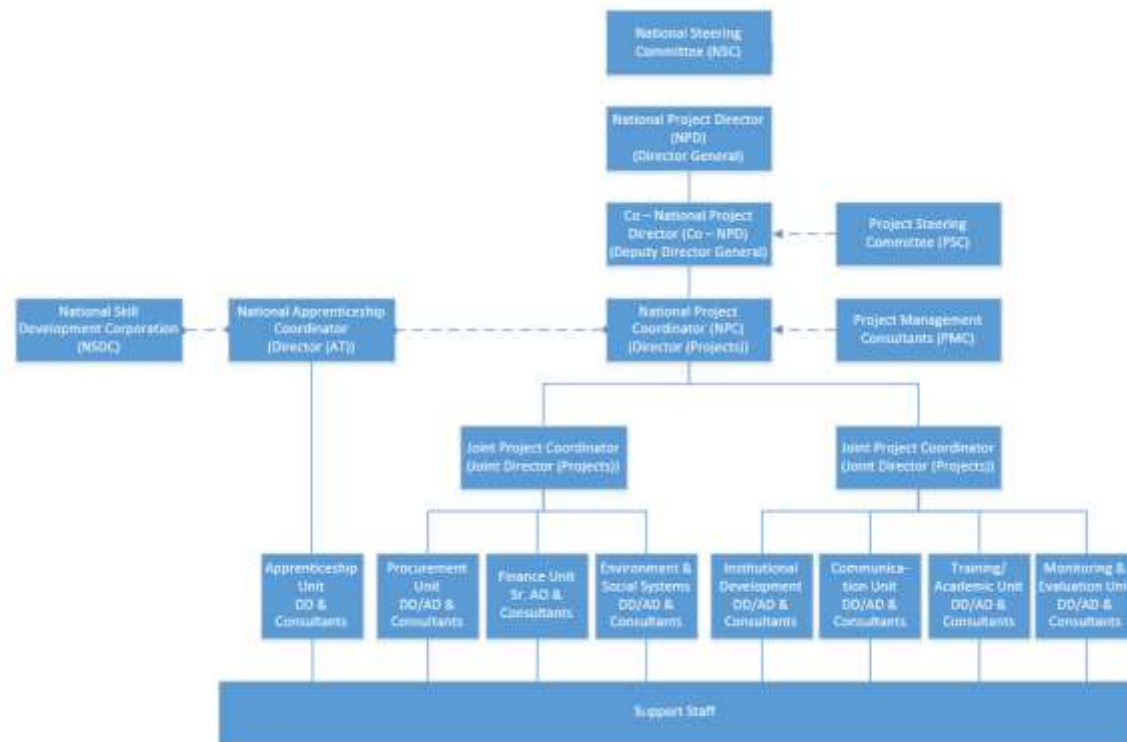 National Steering
Committee (NSC)
National Project Director
(NPD)
(Director General)
Co – National Project
Director (Co – NPD)
(Deputy Director General)
Project Steering
Committee (PSC)
National Skill
Development Corporation
(NSDC)
National Apprenticeship
Coordinator
(Director (AT))
National Project
Coordinator (NPC)
(Director (Projects))
Project Management
Consultants (PMC)
Joint Project Coordinator
(Joint Director (Projects))
Joint Project Coordinator
(Joint Director (Projects))
Apprenticeship
Unit
DD &
Consultants
Procurement
Unit
DD/AD &
Consultants
Finance Unit
Sr. AO &
Consultants
Environment &
Social Systems
DD/AD &
Consultants
Institutional
Development
DD/AD &
Consultants
Communica-
tion Unit
DD/AD &
Consultants
Training/
Academic Unit
DD/AD &
Consultants
Monitoring &
Evaluation Unit
DD/AD &
Consultants
Support Staff